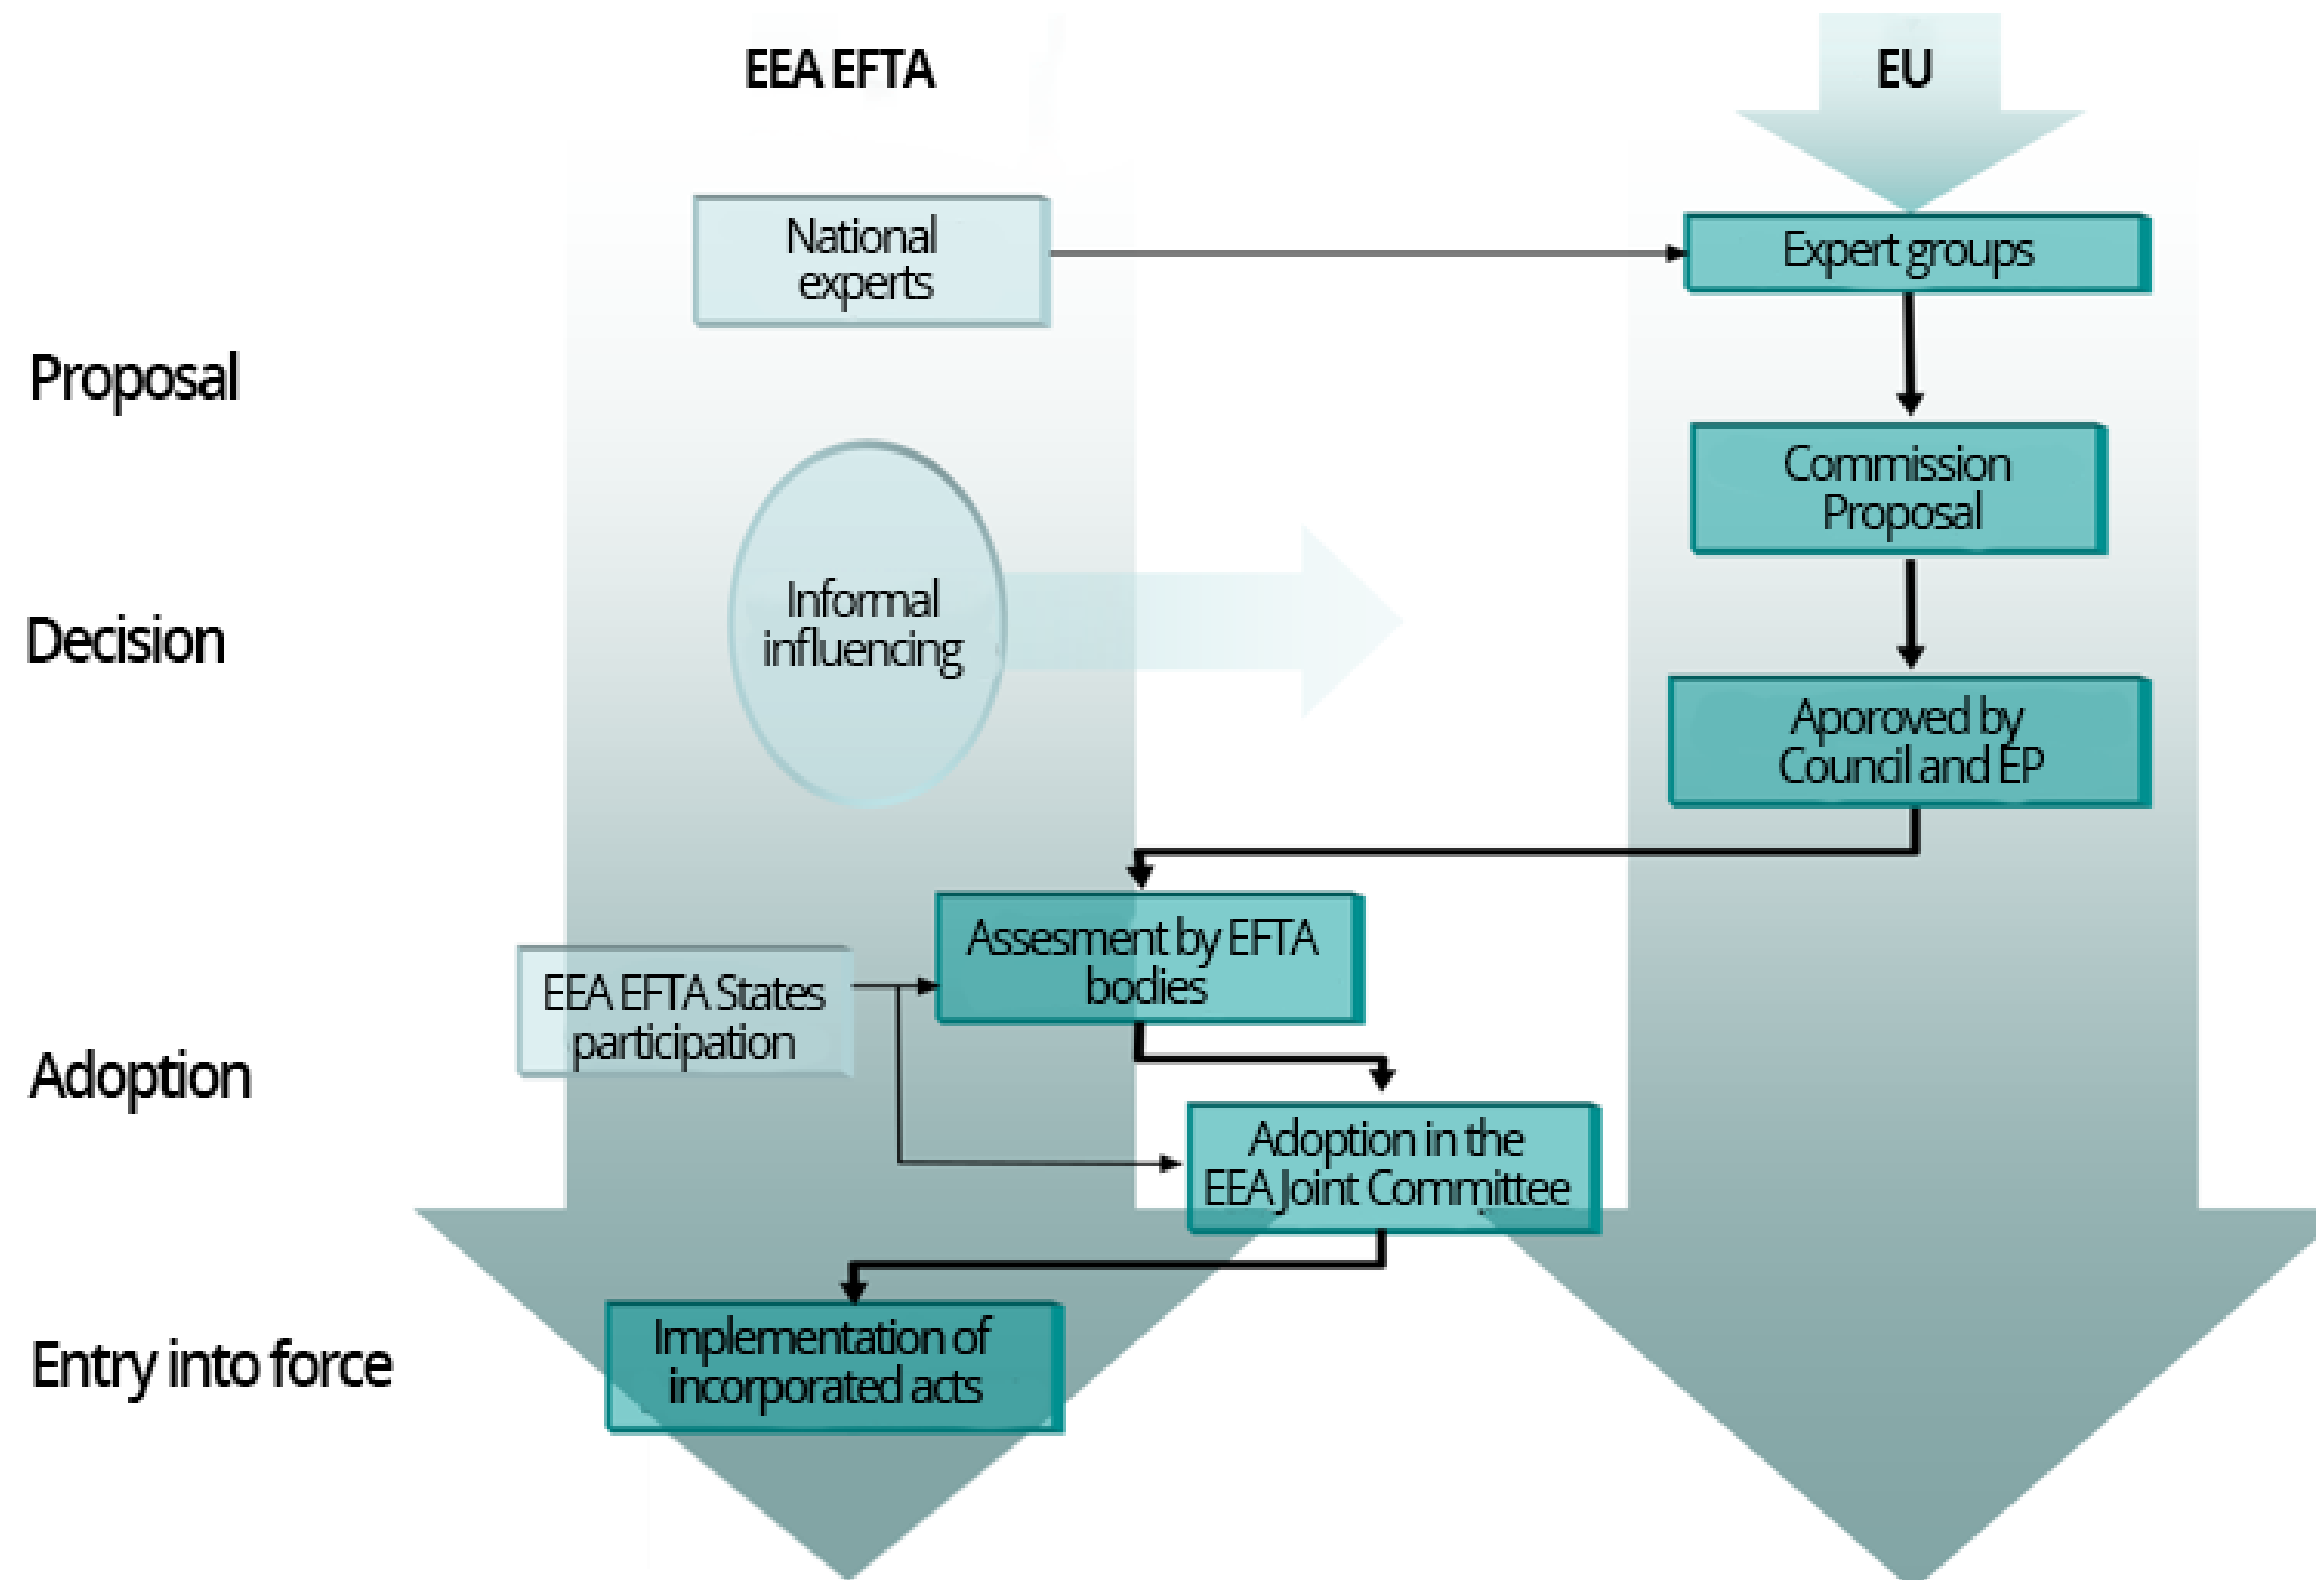 EEA EFTA
EU
National
experts
Expert groups
Proposal
Commission
Proposal
Informal
influencing
Decision
Aporoved by
Council and EP
Assesment by EFTA
bodies
EEA EFTA States
participation
Adoption
Adoption in the
EEA Joint Committee
Entry into force
Implementation of
incorporated acts